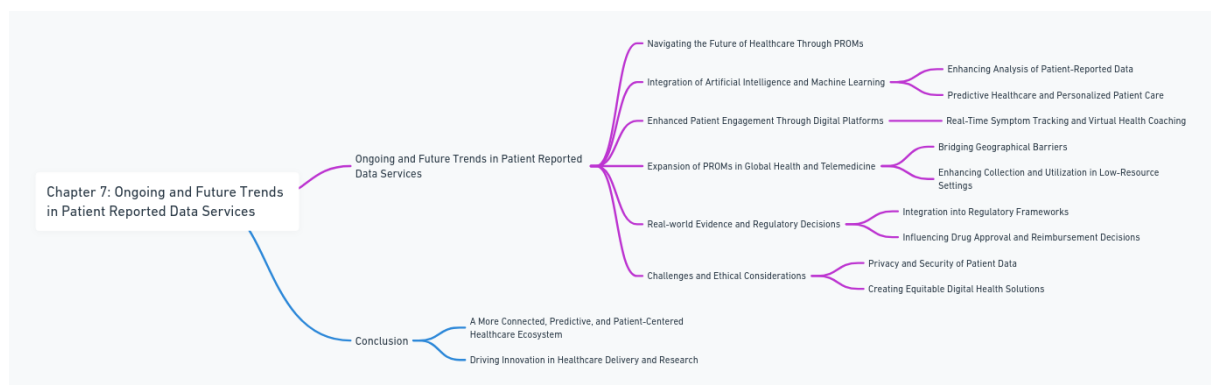 Chapter 7: Ongoing and Future Trends
in Patient Reported Data Services
Ongoing and Future Trends in Patient Reported
Data Services
Navigating the Future of Healthcare Through PROMs
Integration of Artificial Intelligence and Machine Learning
Enhancing Analysis of Patient-Reported Data
Predictive Healthcare and Personalized Patient Care
Enhanced Patient Engagement Through Digital Platforms
Real-Time Symptom Tracking and Virtual Health Coaching
Expansion of PROMs in Global Health and Telemedicine
Bridging Geographical Barriers
Enhancing Collection and Utilization in Low-Resource
Settings
Real-world Evidence and Regulatory Decisions
Integration into Regulatory Frameworks
Influencing Drug Approval and Reimbursement Decisions
Challenges and Ethical Considerations
Privacy and Security of Patient Data
Creating Equitable Digital Health Solutions
Conclusion
A More Connected, Predictive, and Patient-Centered
Healthcare Ecosystem
Driving Innovation in Healthcare Delivery and Research